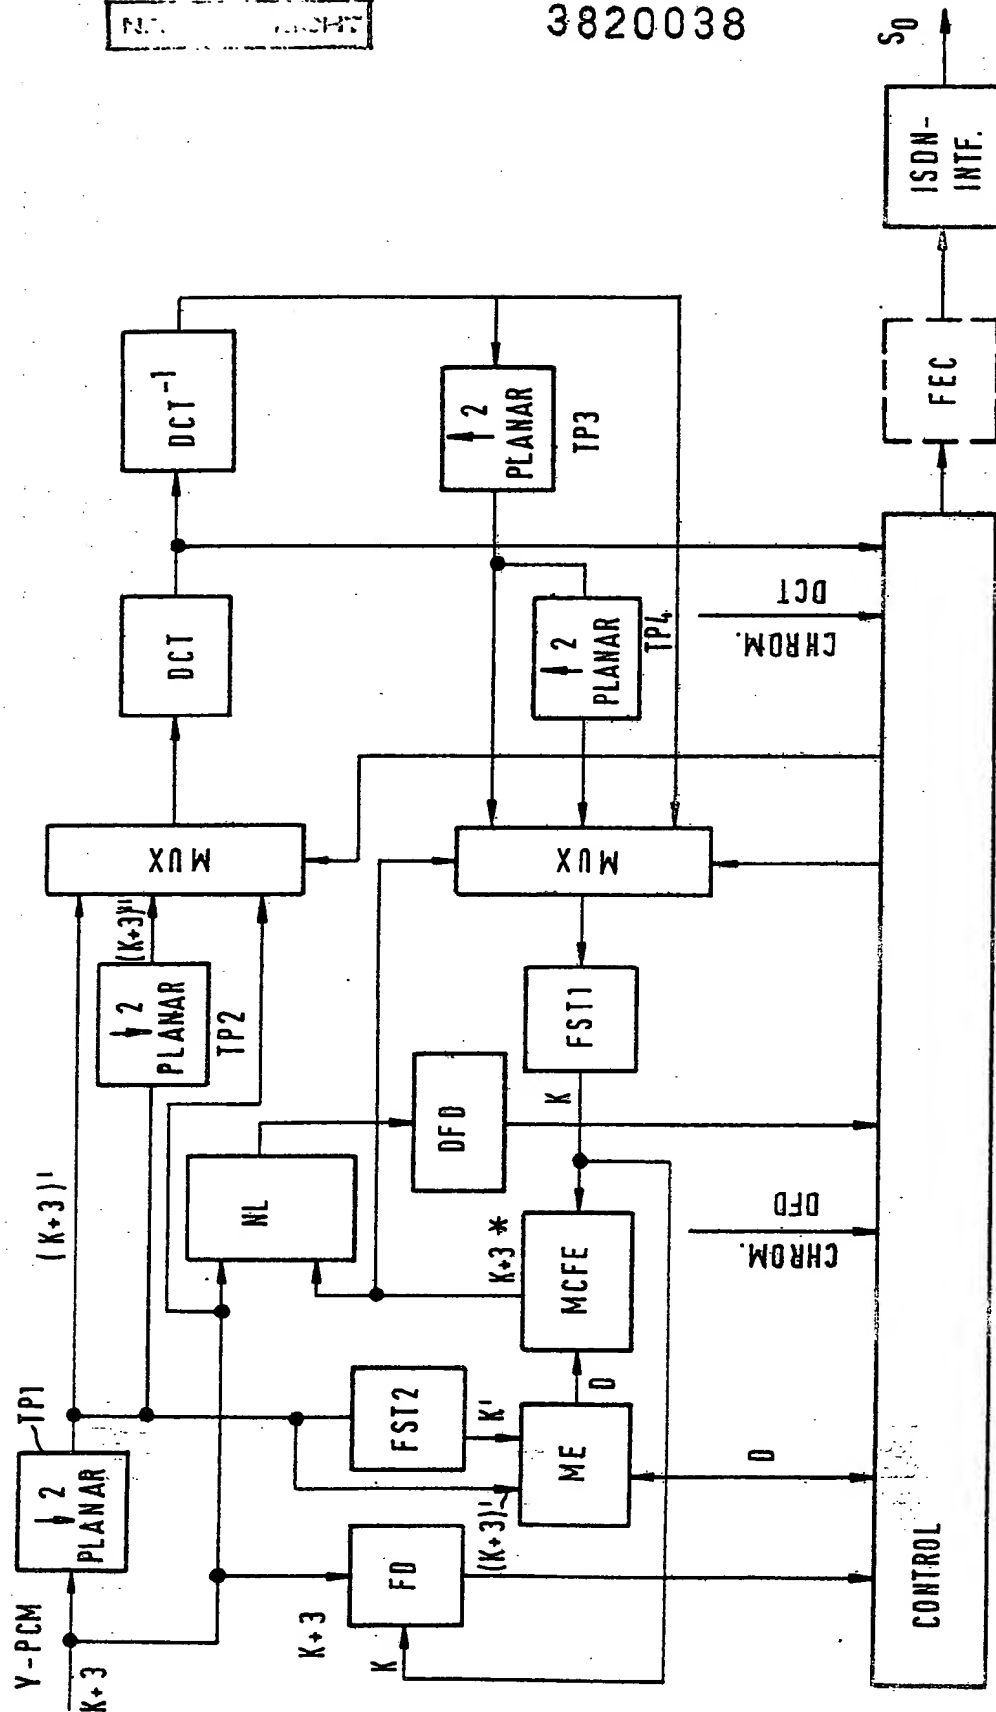 3820038
Y-PCM
K+3
↓2
PLANAR
TP1
(K+3)'
↓2
PLANAR
TP2
(K+3)''
MUX
DCT
DCT⁻¹
K+3
K
FD
FST2
K'
(K+3)'
ME
D
D
MCFE
K+3*
NL
DFD
K
FST1
MUX
↑2
PLANAR
TP4
↑2
PLANAR
TP3
CHROM.
DFD
CHROM.
DCT
CONTROL
FEC
ISDN-
INTF.
S₀